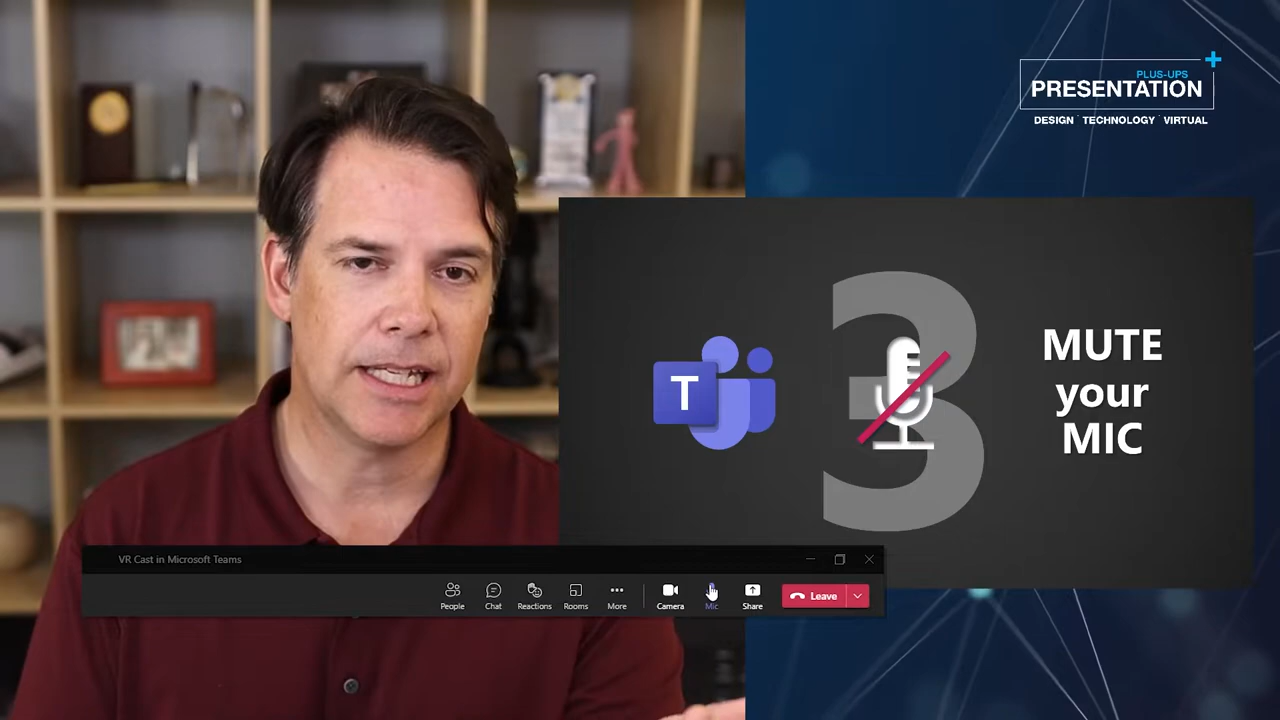 PLUS-UPS
PRESENTATION
DESIGN TECHNOLOGY VIRTUAL
3
T
MUTE
your
MIC
VR Cast in Microsoft Teams
People Chat Reactions Rooms More Camera Mic Share Leave